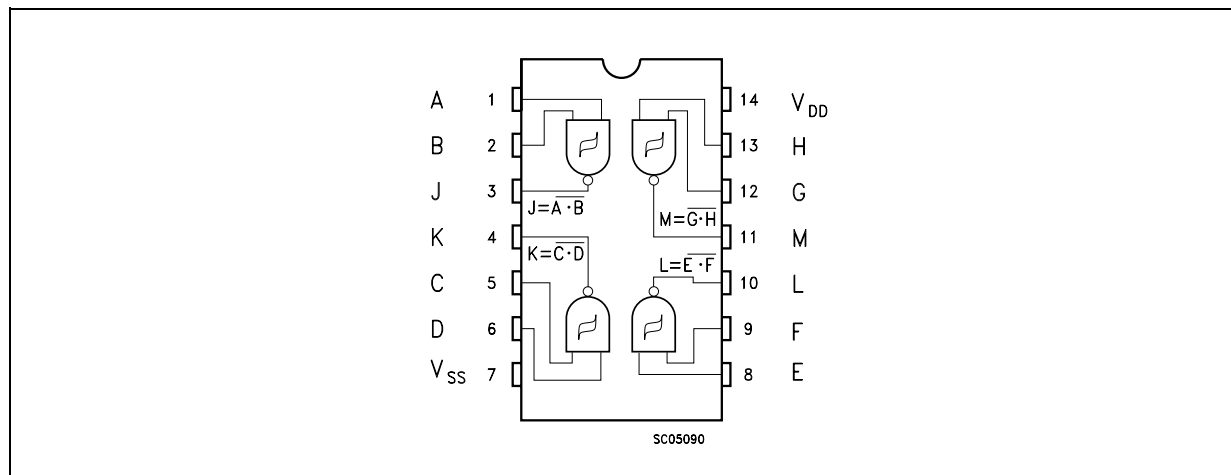 A 1 14 V_DD
B 2 13 H
J 3 12 G
J=A̅·̅B̅ M=G̅·̅H̅
K 4 11 M
K=C̅·̅D̅ L=E̅·̅F̅
C 5 10 L
D 6 9 F
V_SS 7 8 E
SC05090